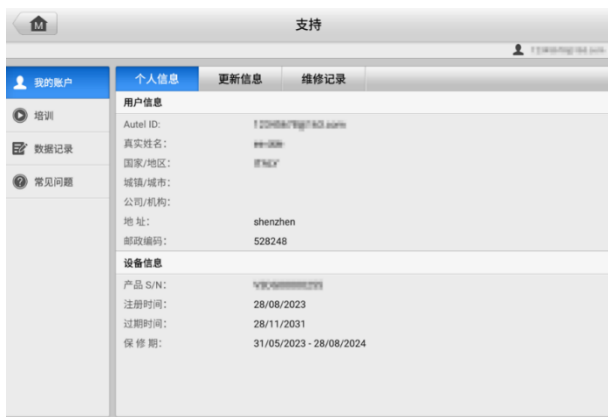 M
支持
我的账户
培训
数据记录
常见问题
个人信息 更新信息 维修记录
用户信息
Autel ID:
真实姓名:
国家/地区:
城镇/城市:
公司/机构:
地 址: shenzhen
邮政编码: 528248
设备信息
产品 S/N:
注册时间: 28/08/2023
过期时间: 28/11/2031
保 修 期: 31/05/2023 - 28/08/2024